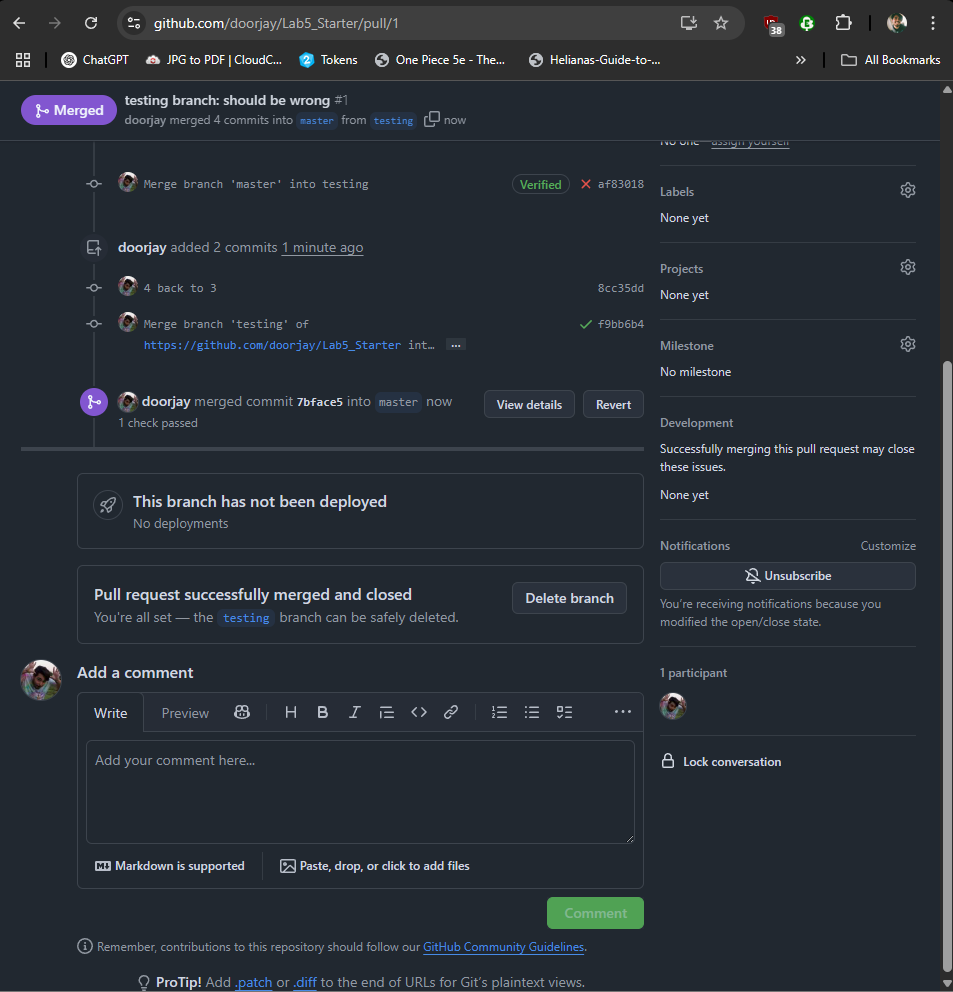 github.com/doorjay/Lab5_Starter/pull/1
38
ChatGPT
JPG to PDF | CloudC...
Tokens
One Piece 5e - The...
Helianas-Guide-to-...
All Bookmarks
Merged
testing branch: should be wrong #1
doorjay merged 4 commits into master from testing now
No one—assign yourself
Merge branch 'master' into testing
Verified
af83018
doorjay added 2 commits 1 minute ago
4 back to 3
8cc35dd
Merge branch 'testing' of
f9bb6b4
https://github.com/doorjay/Lab5_Starter int… …
doorjay merged commit 7bface5 into master now
1 check passed
View details
Revert
This branch has not been deployed
No deployments
Pull request successfully merged and closed
You're all set — the testing branch can be safely deleted.
Delete branch
Add a comment
Write
Preview
H B I
Add your comment here...
Markdown is supported
Paste, drop, or click to add files
Comment
Remember, contributions to this repository should follow our GitHub Community Guidelines.
ProTip! Add .patch or .diff to the end of URLs for Git's plaintext views.
Labels
None yet
Projects
None yet
Milestone
No milestone
Development
Successfully merging this pull request may close
these issues.
None yet
Notifications
Customize
Unsubscribe
You're receiving notifications because you
modified the open/close state.
1 participant
Lock conversation